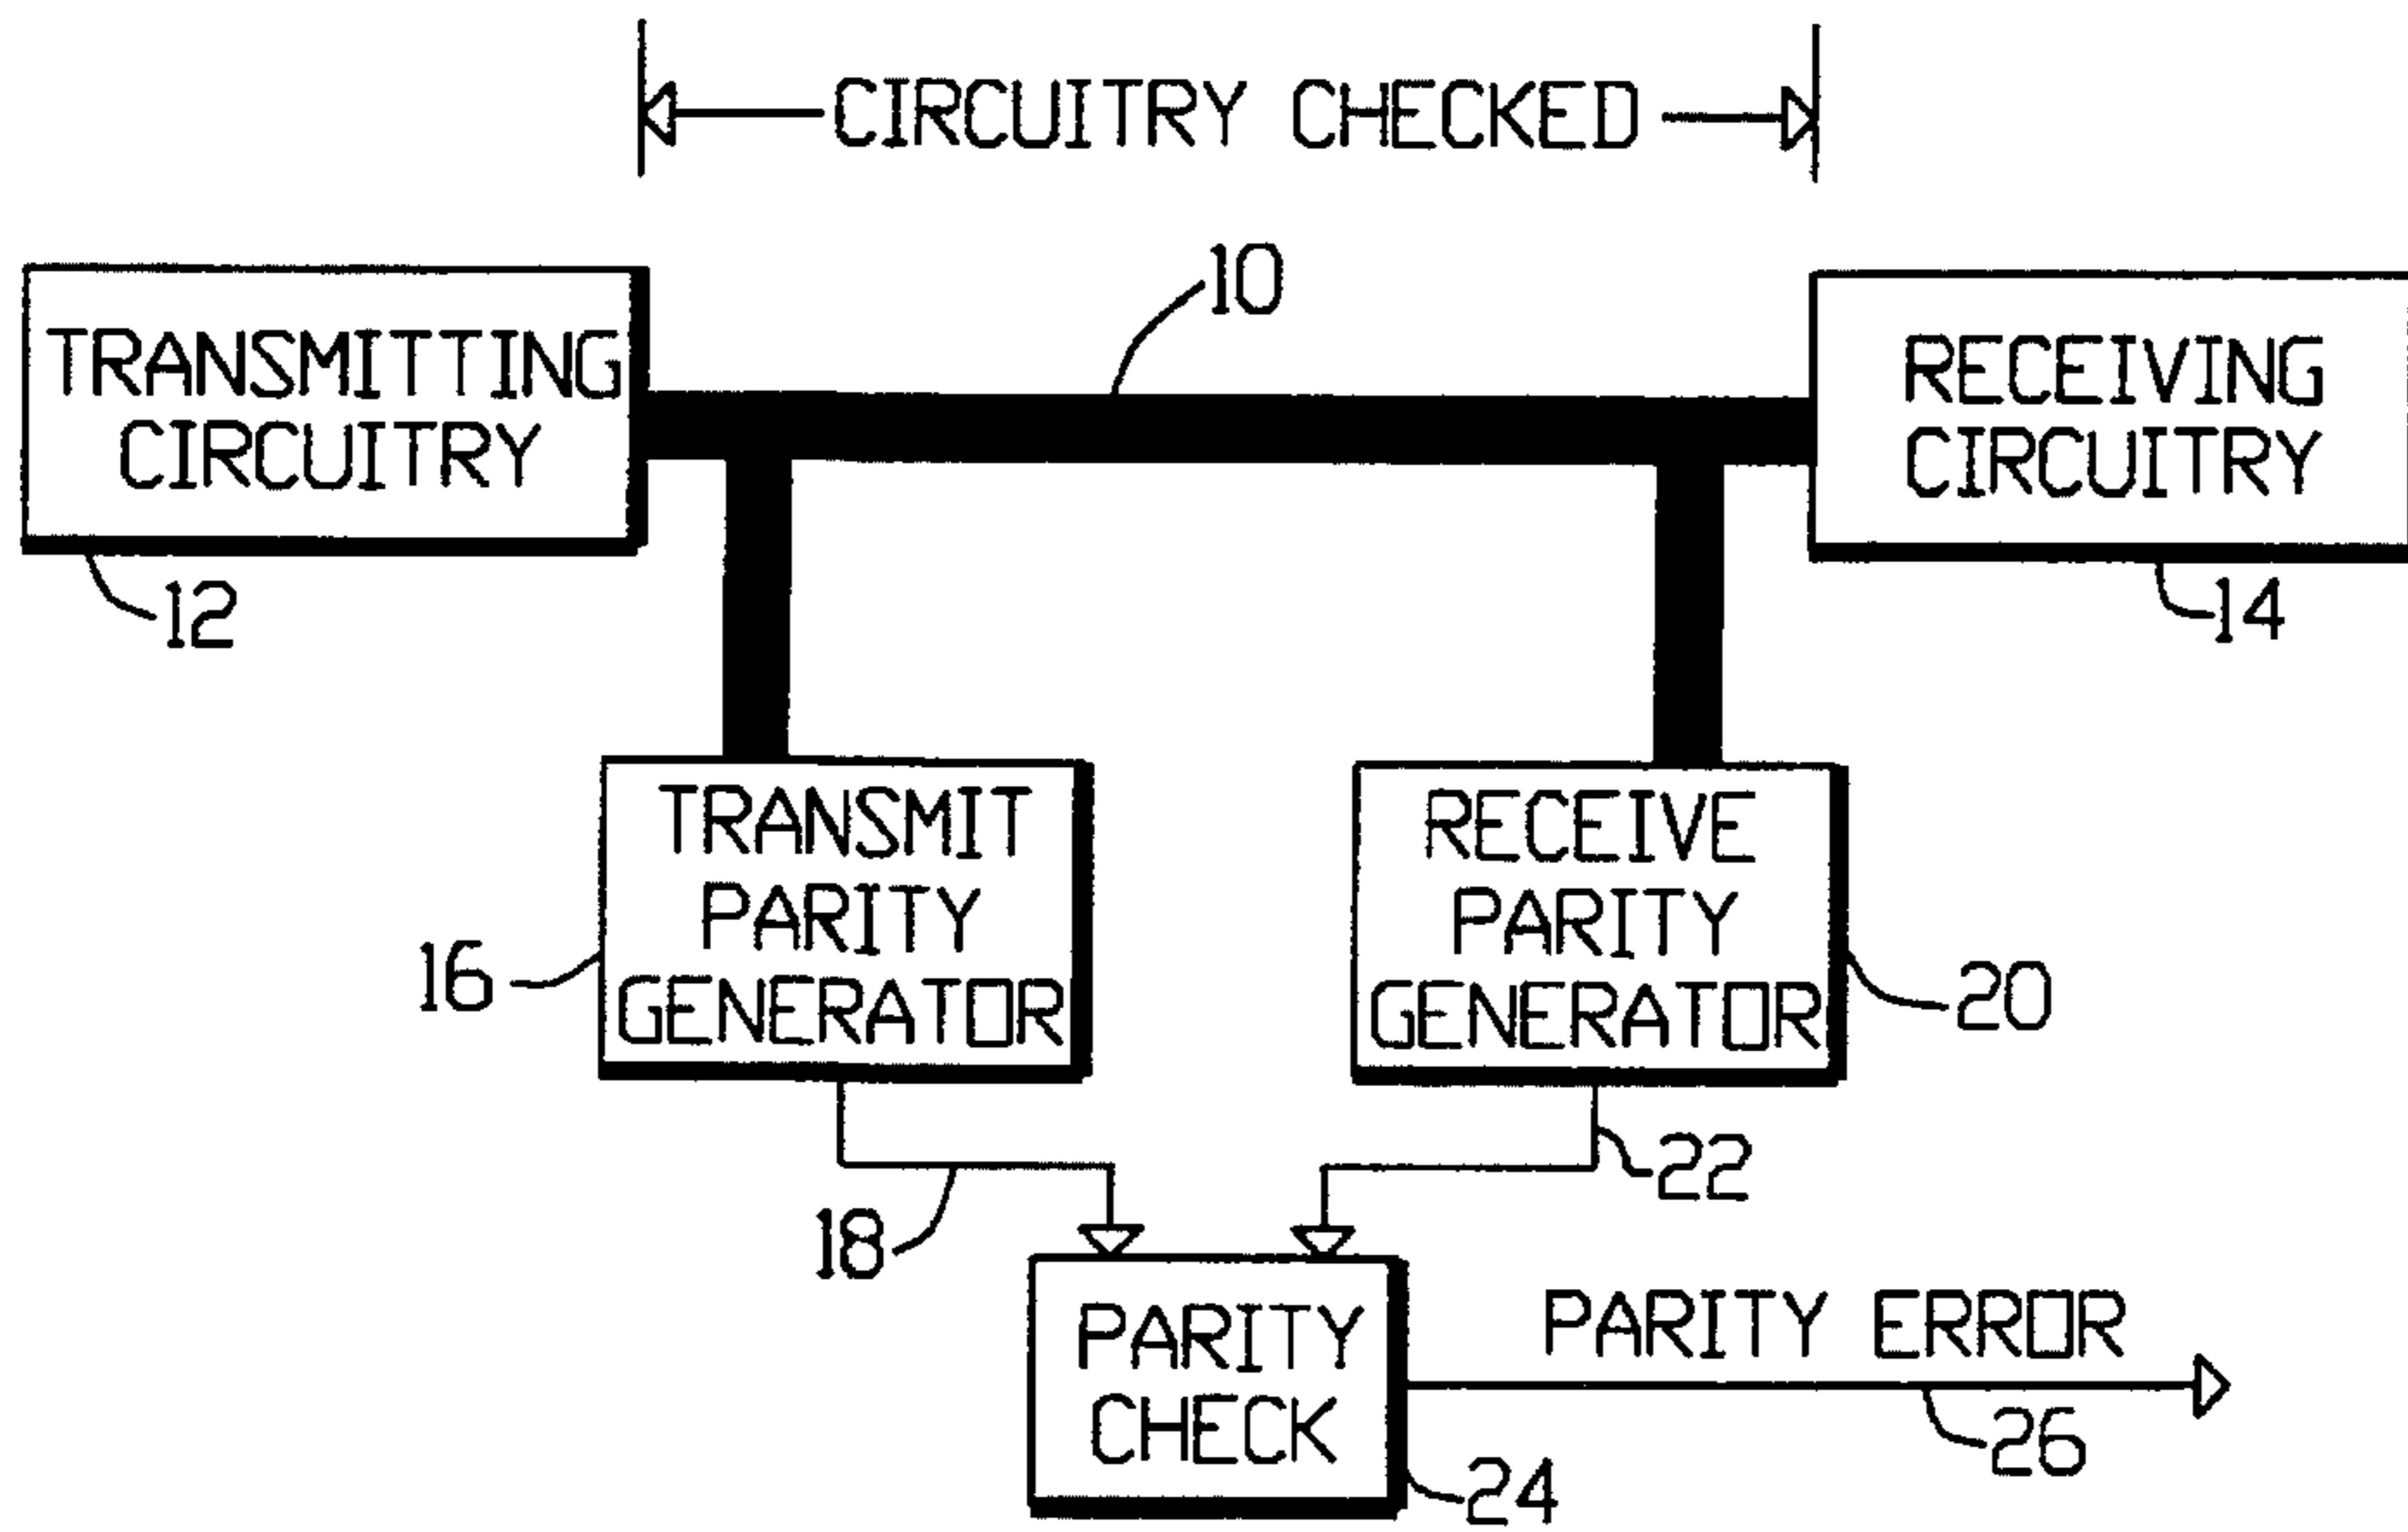 CIRCUITRY CHECKED
10
TRANSMITTING
CIRCUITRY
RECEIVING
CIRCUITRY
12
14
TRANSMIT
PARITY
GENERATOR
RECEIVE
PARITY
GENERATOR
16
20
22
18
PARITY
CHECK
PARITY ERROR
26
24